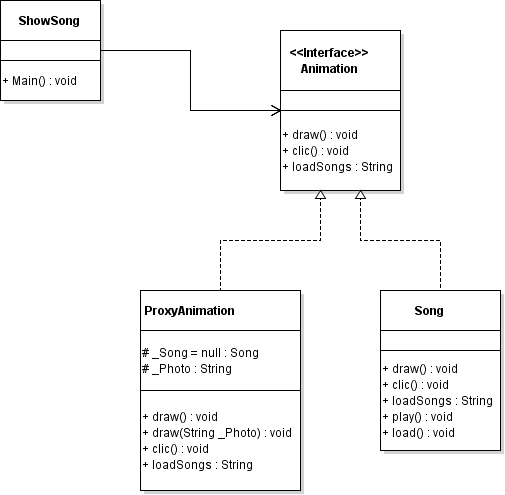 ShowSong
+ Main() : void
<<Interface>>
Animation
+ draw() : void
+ clic() : void
+ loadSongs : String
ProxyAnimation
# _Song = null : Song
# _Photo : String
+ draw() : void
+ draw(String _Photo) : void
+ clic() : void
+ loadSongs : String
Song
+ draw() : void
+ clic() : void
+ loadSongs : String
+ play() : void
+ load() : void